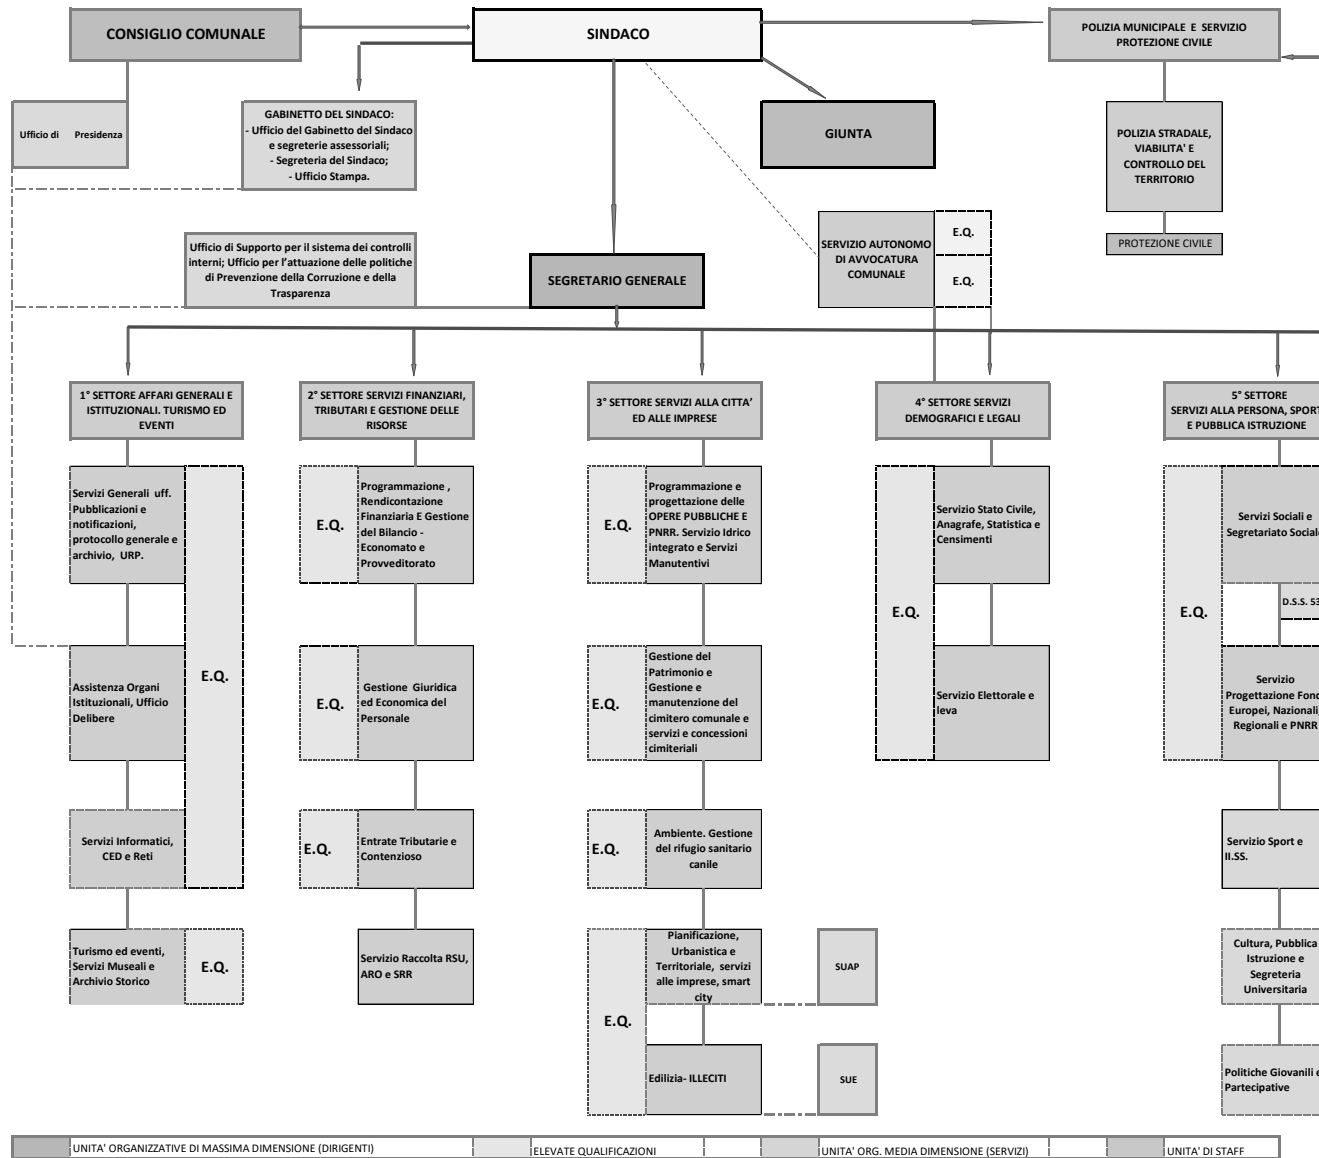 CONSIGLIO COMUNALE
SINDACO
POLIZIA MUNICIPALE E SERVIZIO
PROTEZIONE CIVILE
Ufficio di Presidenza
GABINETTO DEL SINDACO:
- Ufficio del Gabinetto del Sindaco
e segreterie assessoriali;
- Segreteria del Sindaco;
- Ufficio Stampa.
GIUNTA
POLIZIA STRADALE,
VIABILITA' E
CONTROLLO DEL
TERRITORIO
PROTEZIONE CIVILE
Ufficio di Supporto per il sistema dei controlli
interni; Ufficio per l'attuazione delle politiche
di Prevenzione della Corruzione e della
Trasparenza
SEGRETARIO GENERALE
SERVIZIO AUTONOMO
DI AVVOCATURA
COMUNALE
E.Q.
E.Q.
1° SETTORE AFFARI GENERALI E
ISTITUZIONALI. TURISMO ED
EVENTI
2° SETTORE SERVIZI FINANZIARI,
TRIBUTARI E GESTIONE DELLE
RISORSE
3° SETTORE SERVIZI ALLA CITTA'
ED ALLE IMPRESE
4° SETTORE SERVIZI
DEMOGRAFICI E LEGALI
5° SETTORE
SERVIZI ALLA PERSONA, SPORT
E PUBBLICA ISTRUZIONE
Servizi Generali uff.
Pubblicazioni e
notificazioni,
protocollo generale e
archivio, URP.
E.Q.
Assistenza Organi
Istituzionali, Ufficio
Delibere
Servizi Informatici,
CED e Reti
Turismo ed eventi,
Servizi Museali e
Archivio Storico
E.Q.
E.Q.
Programmazione ,
Rendicontazione
Finanziaria E Gestione
del Bilancio -
Economato e
Provveditorato
E.Q.
Gestione Giuridica
ed Economica del
Personale
E.Q.
Entrate Tributarie e
Contenzioso
Servizio Raccolta RSU,
ARO e SRR
E.Q.
Programmazione e
progettazione delle
OPERE PUBBLICHE E
PNRR. Servizio Idrico
integrato e Servizi
Manutentivi
E.Q.
Gestione del
Patrimonio e
Gestione e
manutenzione del
cimitero comunale e
servizi e concessioni
cimiteriali
E.Q.
Ambiente. Gestione
del rifugio sanitario
canile
E.Q.
Pianificazione,
Urbanistica e
Territoriale, servizi
alle imprese, smart
city
SUAP
Edilizia- ILLECITI
SUE
E.Q.
Servizio Stato Civile,
Anagrafe, Statistica e
Censimenti
Servizio Elettorale e
leva
E.Q.
Servizi Sociali e
Segretariato Sociale
D.S.S. 53
Servizio
Progettazione Fond
Europei, Nazionali,
Regionali e PNRR
Servizio Sport e
II.SS.
Cultura, Pubblica
Istruzione e
Segreteria
Universitaria
Politiche Giovanili e
Partecipative
UNITA' ORGANIZZATIVE DI MASSIMA DIMENSIONE (DIRIGENTI)
ELEVATE QUALIFICAZIONI
UNITA' ORG. MEDIA DIMENSIONE (SERVIZI)
UNITA' DI STAFF